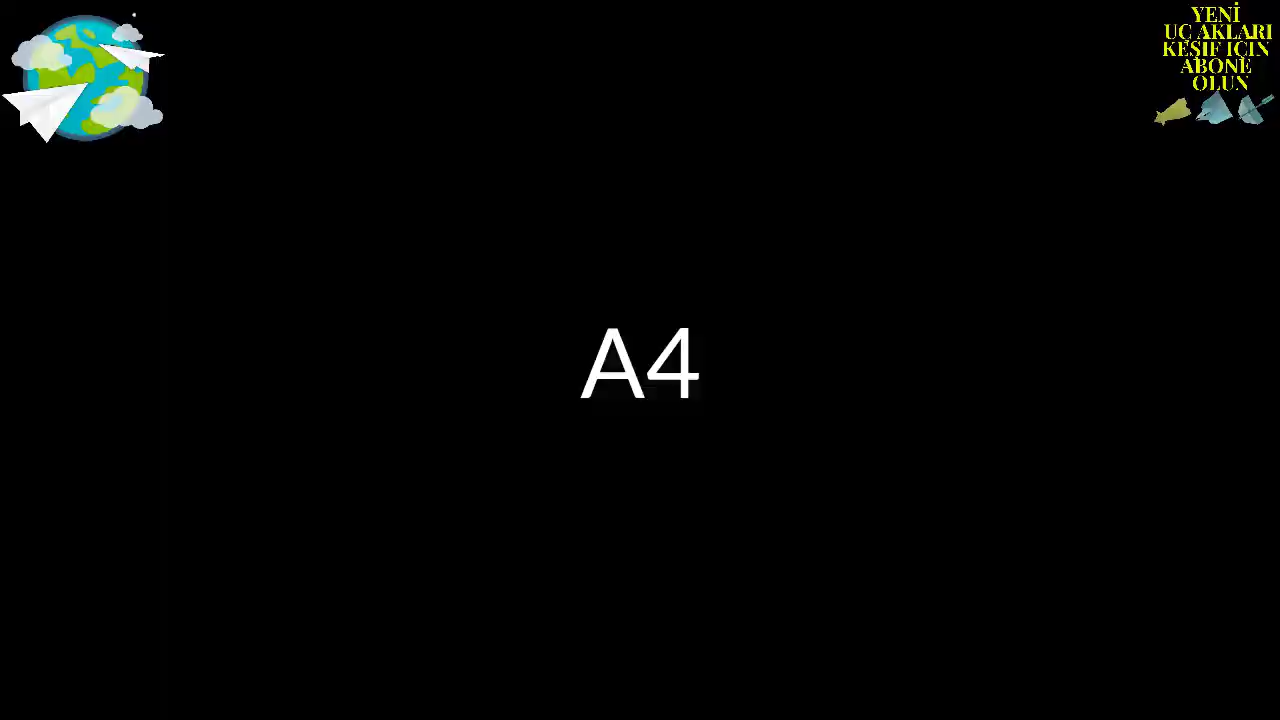 YENİ
UÇAKLARI
KEŞİF İÇİN
ABONE
OLUN
A4